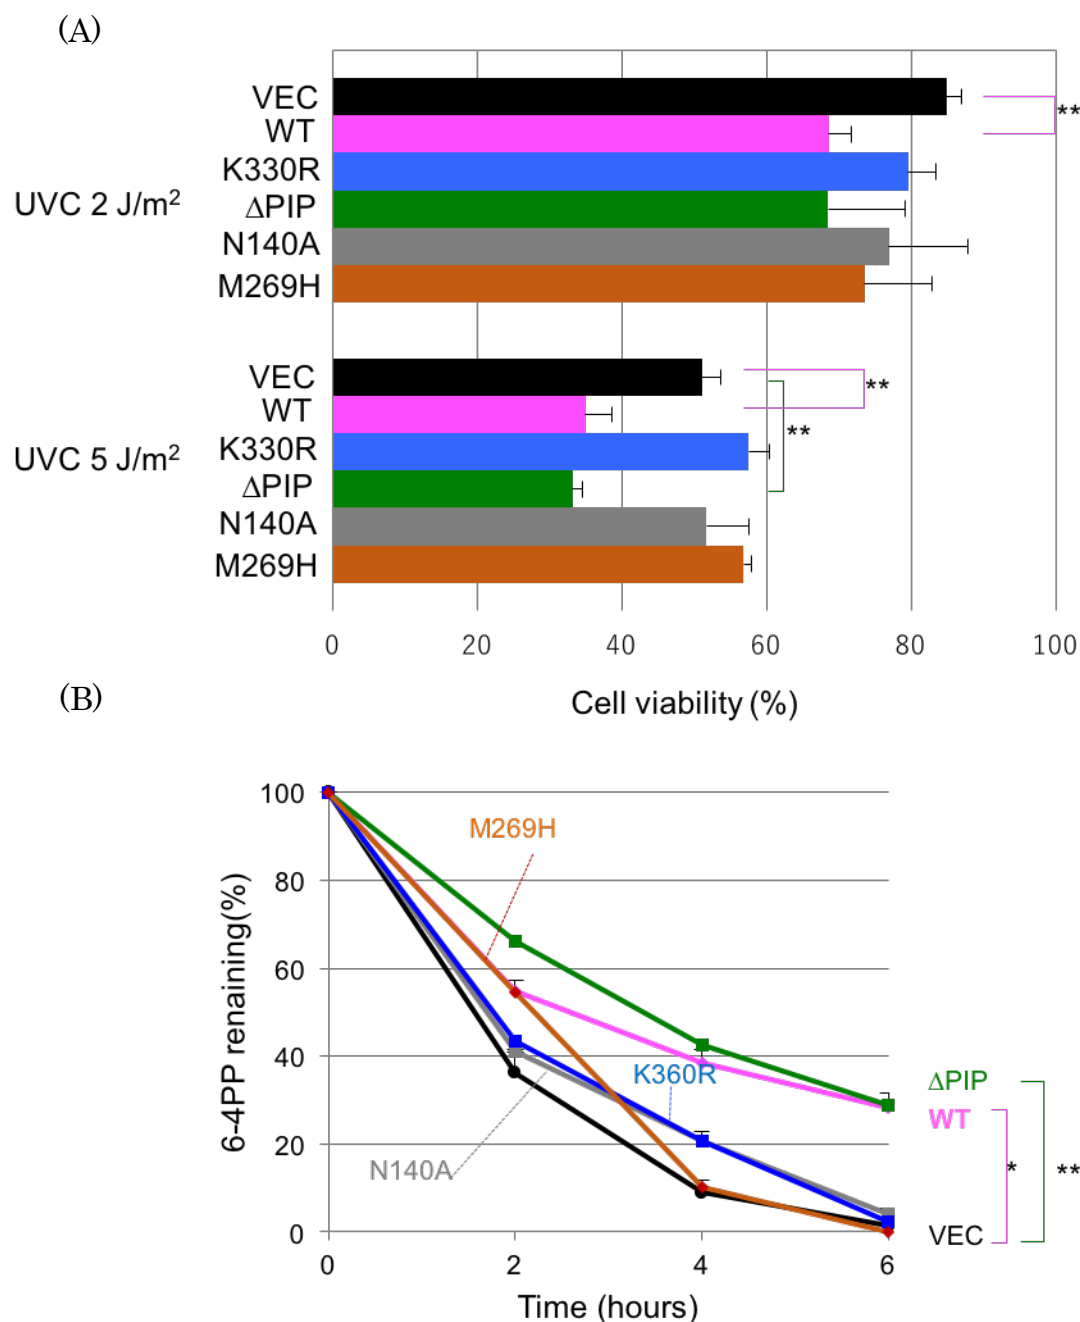 (A)
VEC
WT
K330R
UVC 2 J/m²
ΔPIP
N140A
M269H
**
VEC
WT
K330R
UVC 5 J/m²
ΔPIP
N140A
M269H
**
**
0 20 40 60 80 100
Cell viability (%)
(B)
6-4PP renaining(%)
100
80
60
40
20
0
M269H
K360R
N140A
ΔPIP
WT
VEC
*
**
0 2 4 6
Time (hours)